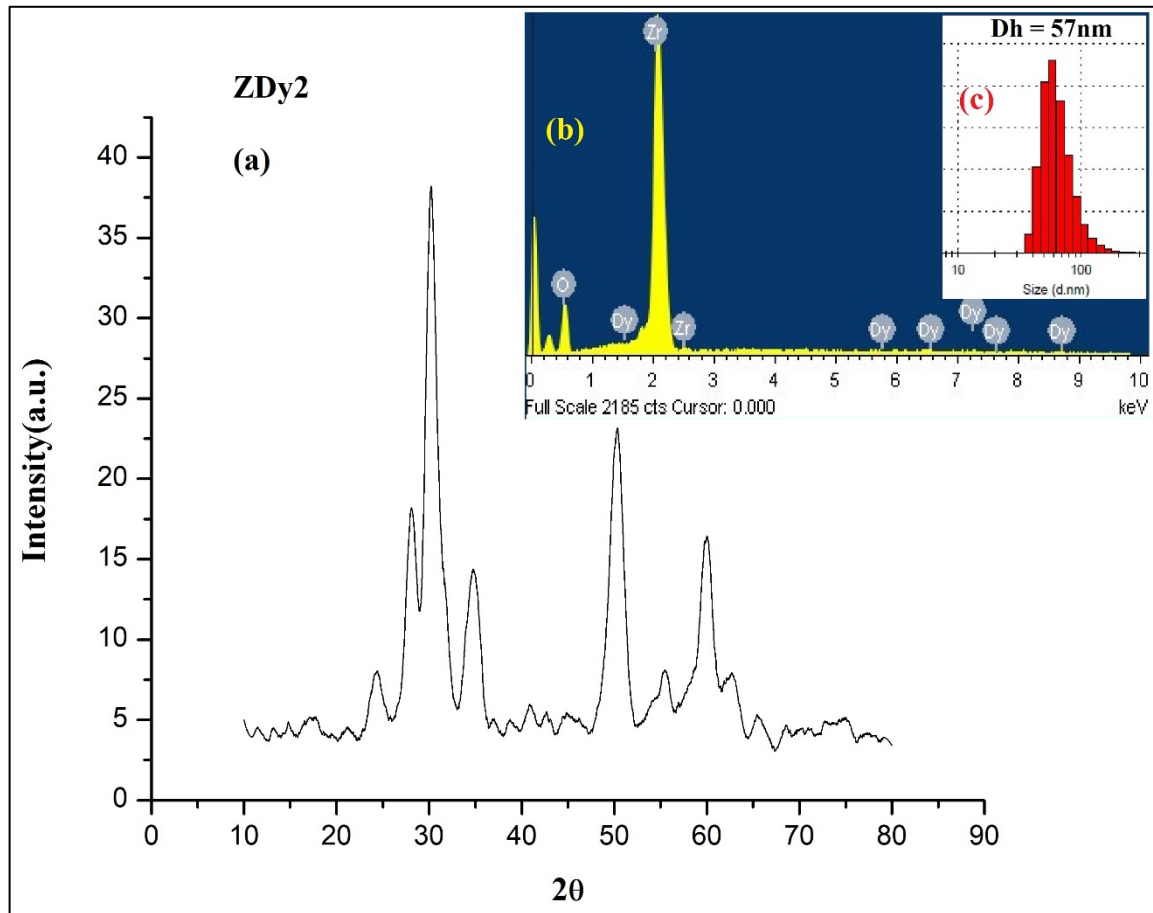 ZDy2
(a)
Intensity(a.u.)
40
35
30
25
20
15
10
5
0
0 10 20 30 40 50 60 70 80 90
2θ
(b)
Zr
O
Dy
Zr
Dy
Dy
Dy
Dy
Dy
0 1 2 3 4 5 6 7 8 9 10
Full Scale 2185 cts Cursor: 0.000
keV
Dh = 57nm
(c)
10 100
Size (d.nm)